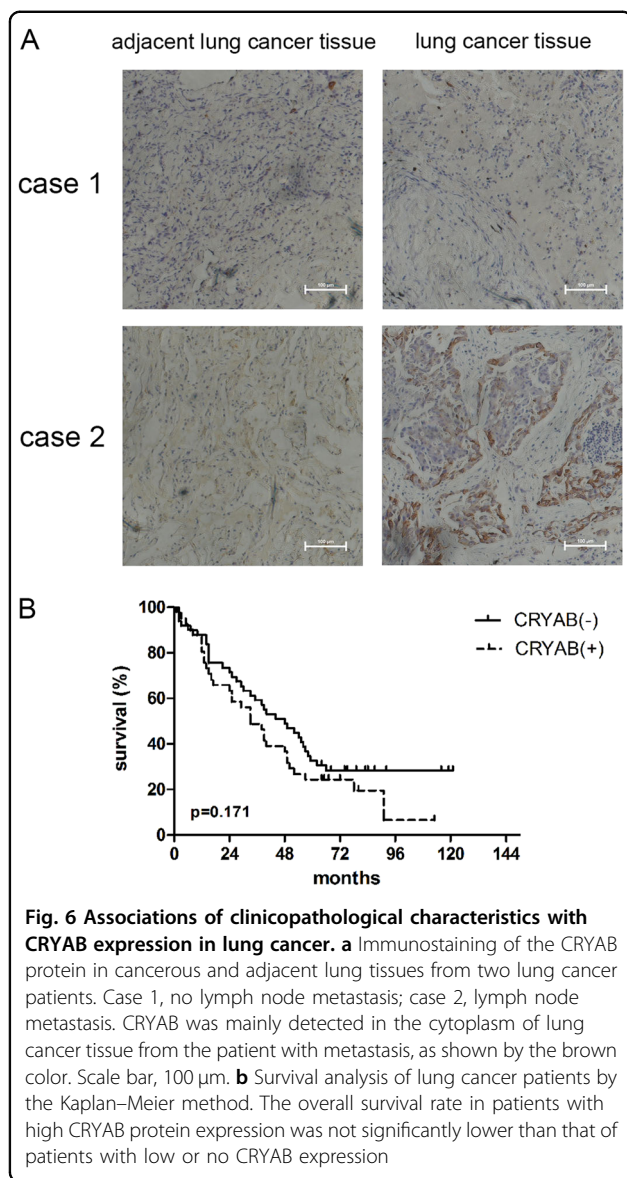 A
adjacent lung cancer tissue
lung cancer tissue
case 1
100 µm
100 µm
case 2
100 µm
100 µm
B
100
80
60
40
20
0
survival (%)
CRYAB(-)
CRYAB(+)
p=0.171
0 24 48 72 96 120 144
months
Fig. 6 Associations of clinicopathological characteristics with
CRYAB expression in lung cancer. a Immunostaining of the CRYAB
protein in cancerous and adjacent lung tissues from two lung cancer
patients. Case 1, no lymph node metastasis; case 2, lymph node
metastasis. CRYAB was mainly detected in the cytoplasm of lung
cancer tissue from the patient with metastasis, as shown by the brown
color. Scale bar, 100 µm. b Survival analysis of lung cancer patients by
the Kaplan–Meier method. The overall survival rate in patients with
high CRYAB protein expression was not significantly lower than that of
patients with low or no CRYAB expression